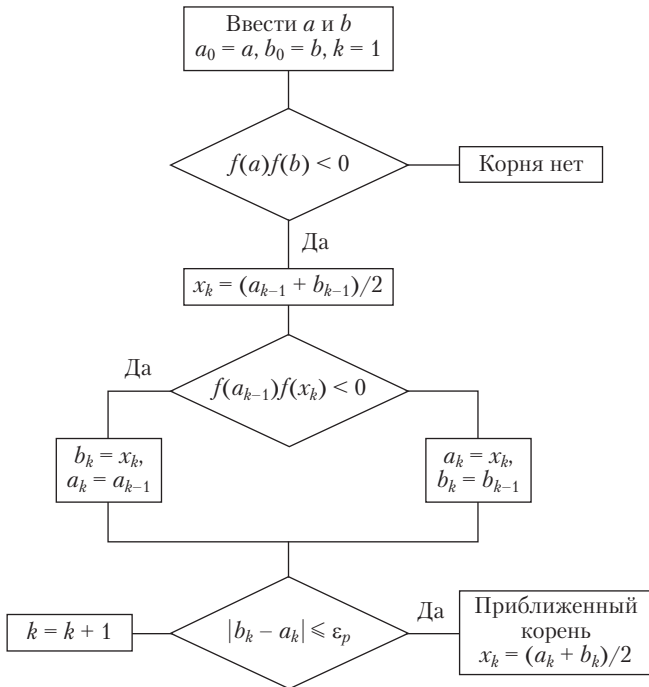 Ввести a и b
a₀ = a, b₀ = b, k = 1
f(a)f(b) < 0
Корня нет
Да
xₖ = (aₖ₋₁ + bₖ₋₁)/2
Да
f(aₖ₋₁)f(xₖ) < 0
bₖ = xₖ,
aₖ = aₖ₋₁
aₖ = xₖ,
bₖ = bₖ₋₁
k = k + 1
|bₖ – aₖ| ⩽ εₚ
Да
Приближенный
корень
xₖ = (aₖ + bₖ)/2